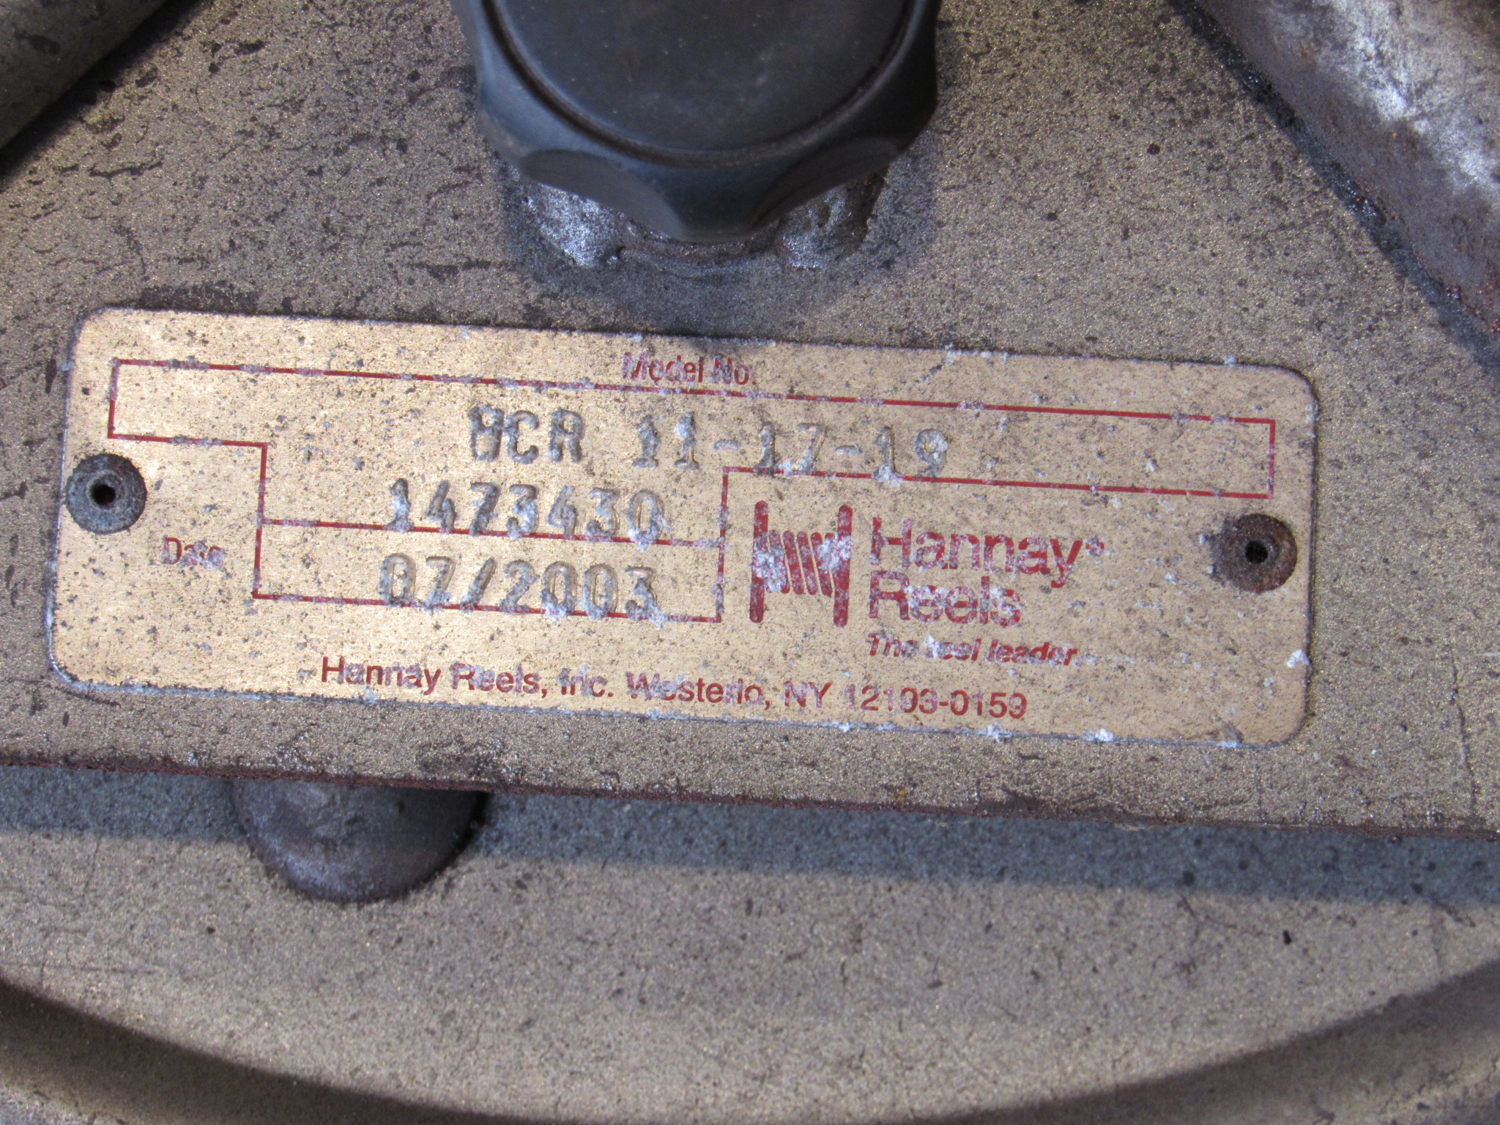 Model No.
BCR 11-17-19
1473430
Date 07/2003
Hannay®
Reels
The reel leader
Hannay Reels, Inc. Westerlo, NY 12193-0159